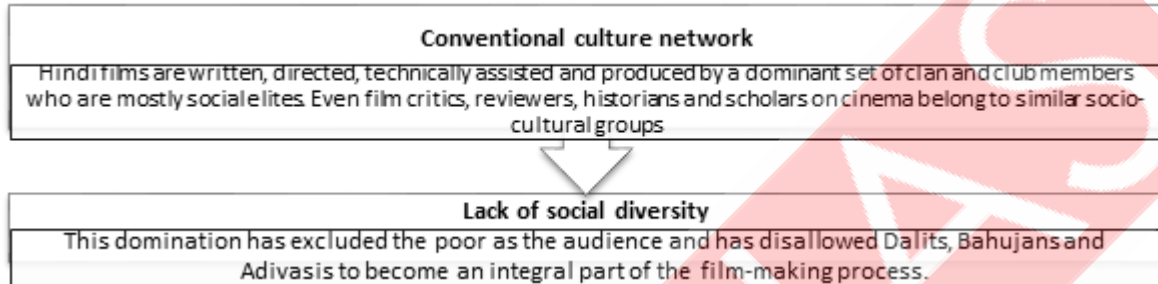 Conventional culture network
Hindi films are written, directed, technically assisted and produced by a dominant set of clan and club members
who are mostly social elites. Even film critics, reviewers, historians and scholars on cinema belong to similar socio-
cultural groups
Lack of social diversity
This domination has excluded the poor as the audience and has disallowed Dalits, Bahujans and
Adivasis to become an integral part of the film-making process.